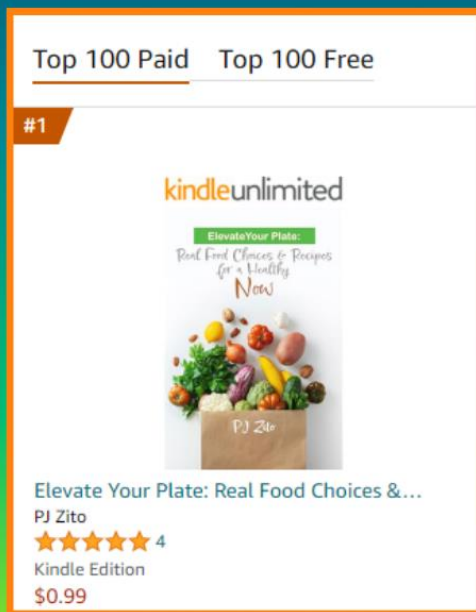 Top 100 Paid Top 100 Free
#1
kindleunlimited
ElevateYour Plate:
Real Food Choices & Recipes
for a Healthy
Now
PJ Zito
Elevate Your Plate: Real Food Choices &...
PJ Zito
4
Kindle Edition
$0.99